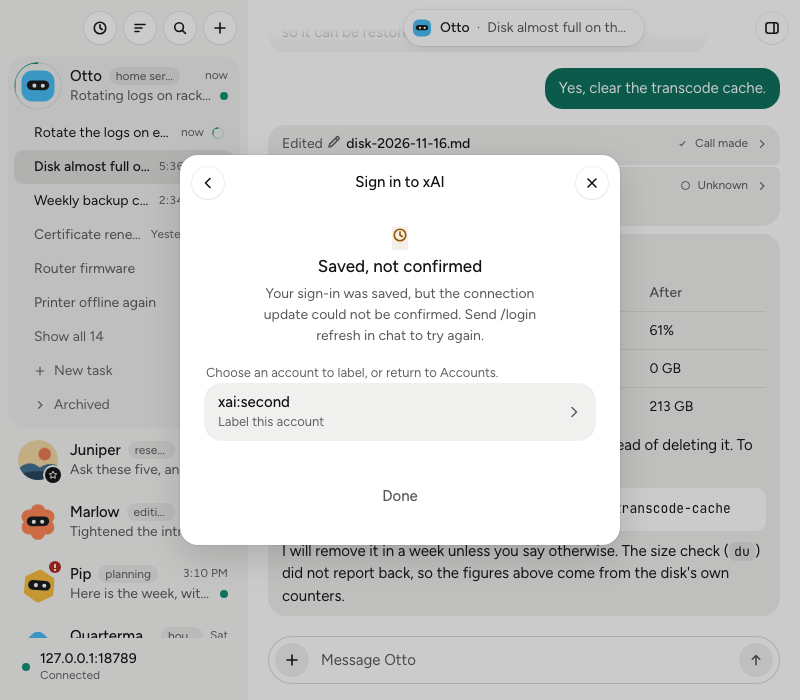 so it can be restor
Otto · Disk almost full on th...
Otto home ser... now
Rotating logs on rack...
Yes, clear the transcode cache.
Rotate the logs on e... now
Edited disk-2026-11-16.md Call made
Disk almost full o... 5:36
Unknown
Weekly backup c... 2:34
Certificate rene... Yeste
Router firmware
Printer offline again
Show all 14
New task
Archived
Sign in to xAI
Saved, not confirmed
Your sign-in was saved, but the connection
update could not be confirmed. Send /login
refresh in chat to try again.
Choose an account to label, or return to Accounts.
xai:second
Label this account
Done
After
61%
0 GB
213 GB
ead of deleting it. To
transcode-cache
I will remove it in a week unless you say otherwise. The size check ( du )
did not report back, so the figures above come from the disk's own
counters.
Juniper rese...
Ask these five, an
Marlow editi...
Tightened the intr
Pip planning 3:10 PM
Here is the week, wit...
Quarterma hou... Sat
127.0.0.1:18789
Connected
Message Otto